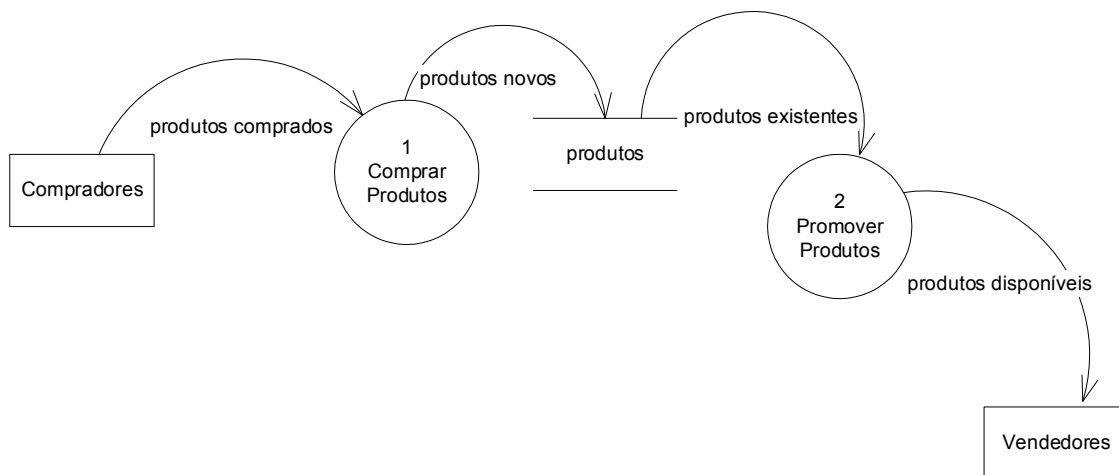 produtos novos
produtos comprados
produtos existentes
1
Comprar
Produtos
produtos
Compradores
2
Promover
Produtos
produtos disponíveis
Vendedores